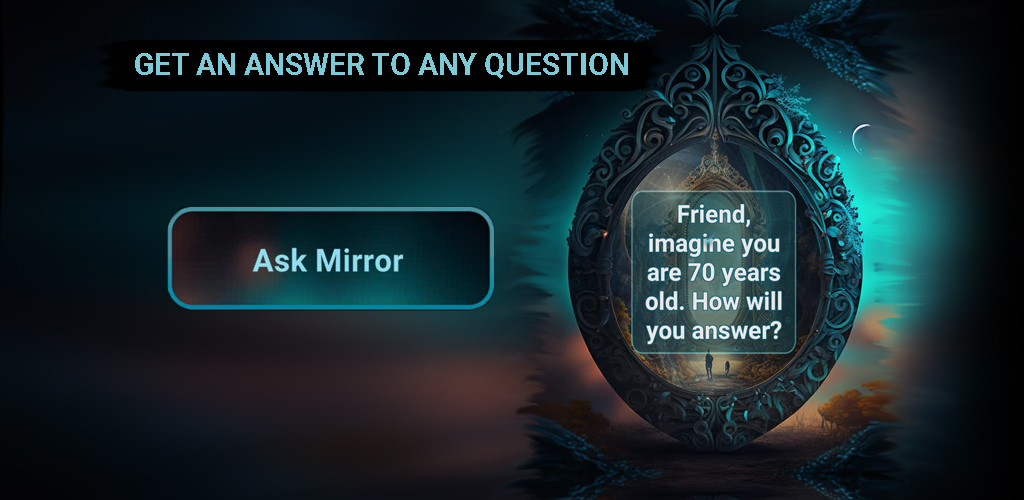 GET AN ANSWER TO ANY QUESTION
Ask Mirror
Friend,
imagine you
are 70 years
old. How will
you answer?